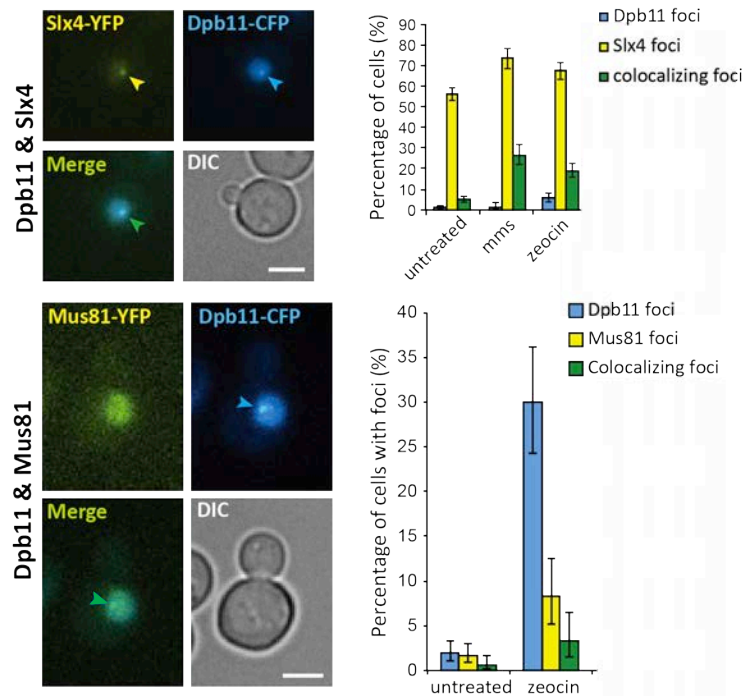 Dpb11 & Slx4
Slx4-YFP
Dpb11-CFP
Merge
DIC
Percentage of cells (%)
90
80
70
60
50
40
30
20
10
0
untreated
mms
zeocin
Dpb11 foci
Slx4 foci
colocalizing foci
Dpb11 & Mus81
Mus81-YFP
Dpb11-CFP
Merge
DIC
Percentage of cells with foci (%)
40
35
30
25
20
15
10
5
0
untreated
zeocin
Dpb11 foci
Mus81 foci
Colocalizing foci